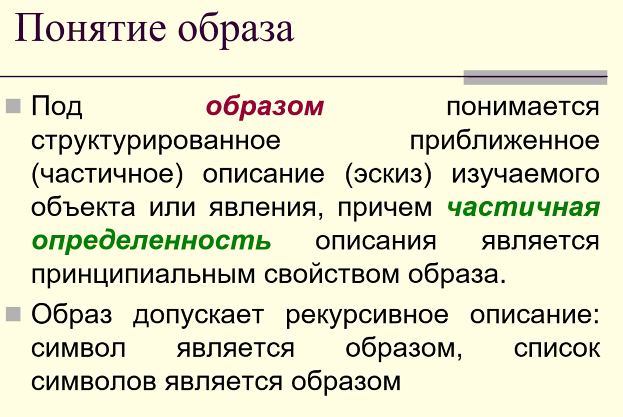 Понятие образа
Под образом понимается
структурированное приближенное
(частичное) описание (эскиз) изучаемого
объекта или явления, причем частичная
определенность описания является
принципиальным свойством образа.
Образ допускает рекурсивное описание:
символ является образом, список
символов является образом